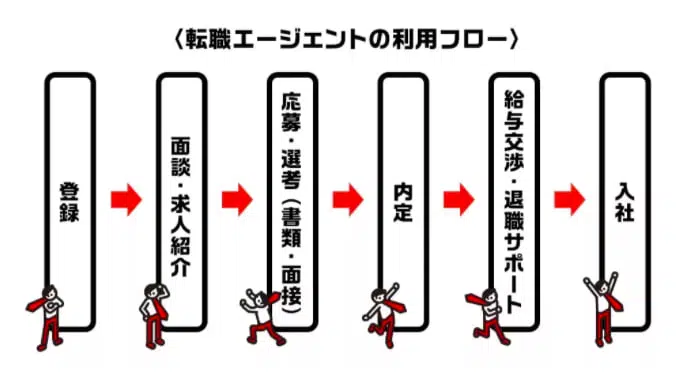 〈転職エージェントの利用フロー〉
登録
面談・求人紹介
応募・選考(書類・面接)
内定
給与交渉・退職サポート
入社